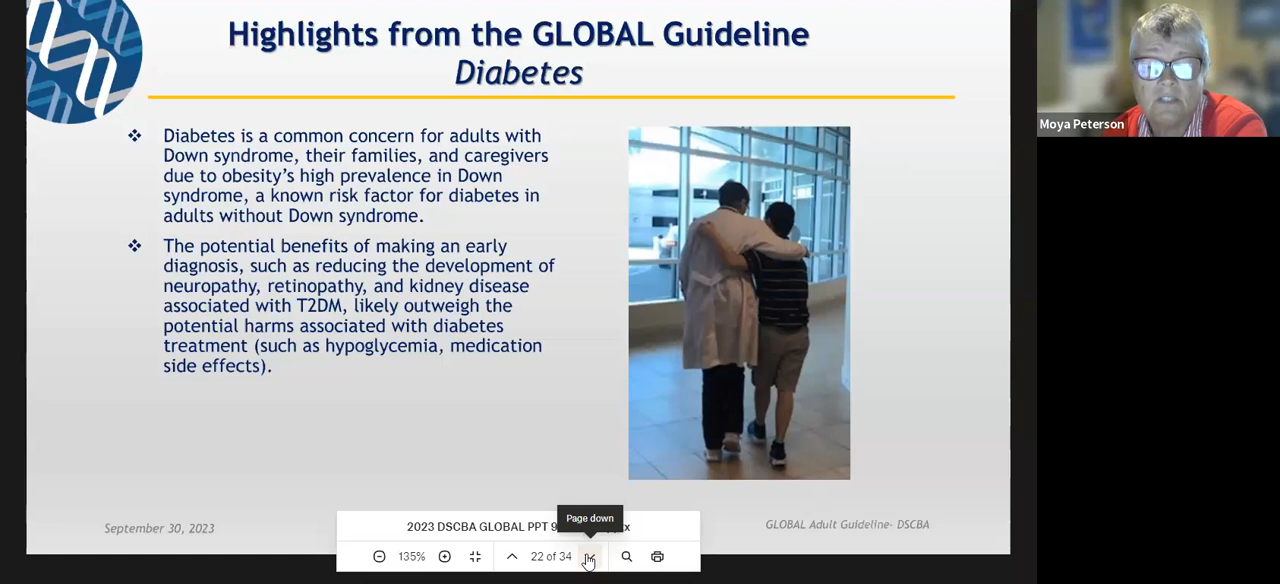 Highlights from the GLOBAL Guideline
Diabetes
❖ Diabetes is a common concern for adults with
Down syndrome, their families, and caregivers
due to obesity's high prevalence in Down
syndrome, a known risk factor for diabetes in
adults without Down syndrome.
❖ The potential benefits of making an early
diagnosis, such as reducing the development of
neuropathy, retinopathy, and kidney disease
associated with T2DM, likely outweigh the
potential harms associated with diabetes
treatment (such as hypoglycemia, medication
side effects).
Moya Peterson
September 30, 2023
GLOBAL Adult Guideline- DSCBA
Page down
2023 DSCBA GLOBAL PPT 9
135%
22 of 34